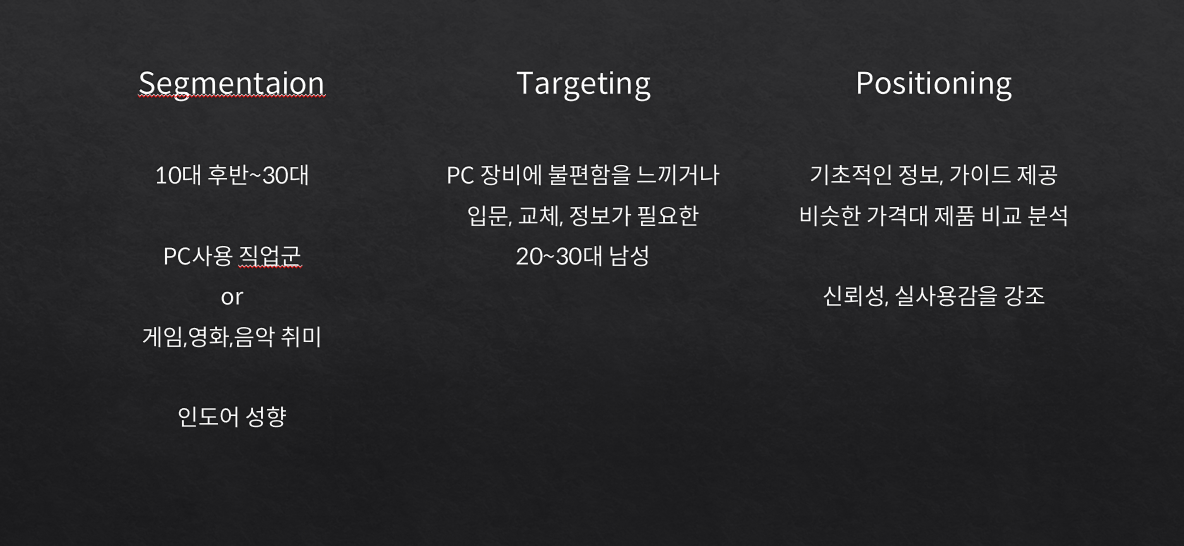 Segmentaion
10대 후반~30대
PC사용 직업군
or
게임,영화,음악 취미
인도어 성향
Targeting
PC 장비에 불편함을 느끼거나
입문, 교체, 정보가 필요한
20~30대 남성
Positioning
기초적인 정보, 가이드 제공
비슷한 가격대 제품 비교 분석
신뢰성, 실사용감을 강조